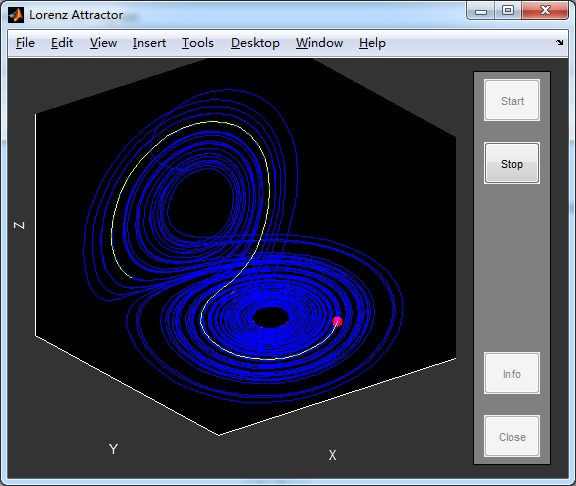 Lorenz Attractor
File Edit View Insert Tools Desktop Window Help
Start
Stop
Z
Info
Close
Y
X